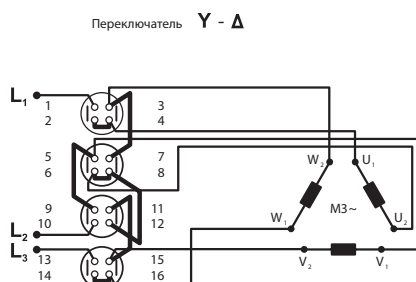 Переключатель Y - Δ
L₁
1 3
2 4
5 7
6 8
W₂ U₁
9 11
L₂ 10 12
W₁ M3~ U₂
L₃
13 15
14 16
V₂ V₁